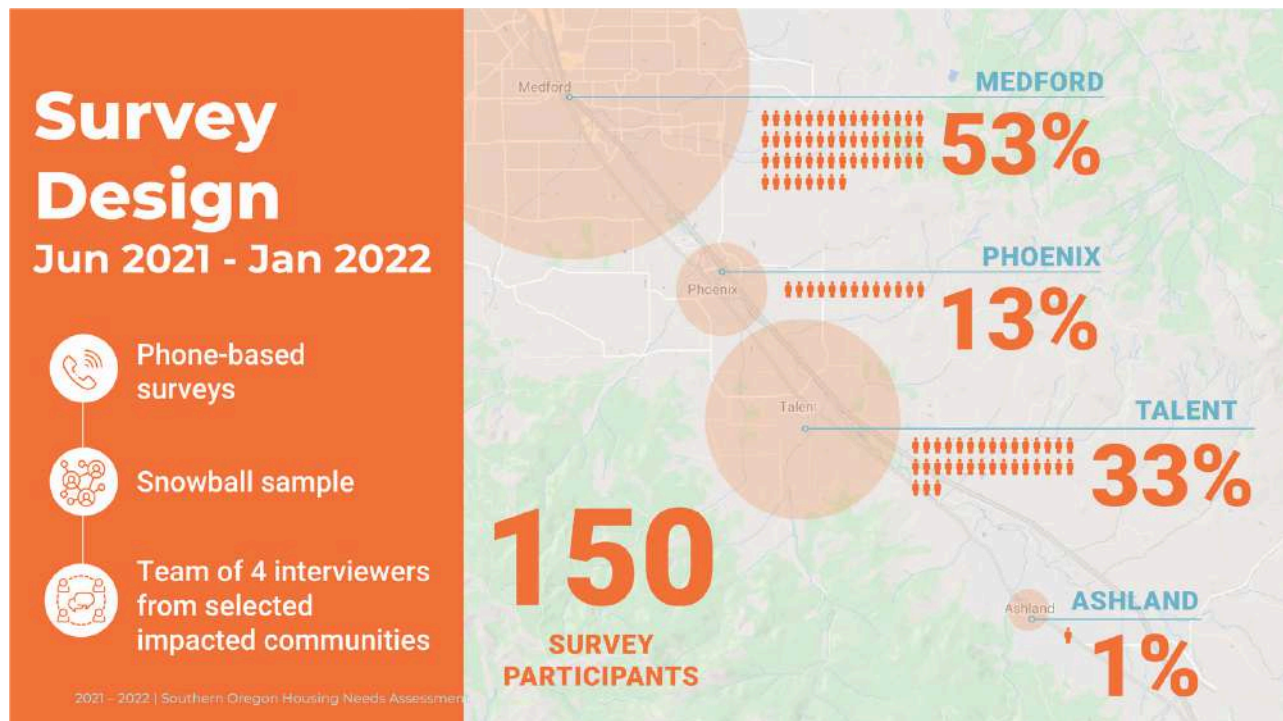 Survey
Design
Jun 2021 - Jan 2022
Phone-based
surveys
Snowball sample
Team of 4 interviewers
from selected
impacted communities
2021 – 2022 | Southern Oregon Housing Needs Assessmen
Medford
MEDFORD
53%
PHOENIX
Phoenix
13%
TALENT
Talent
33%
150
SURVEY
PARTICIPANTS
Ashland
ASHLAND
1%